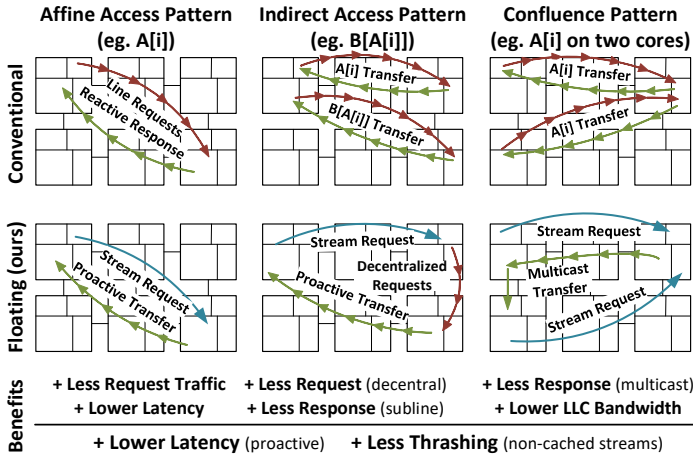 Affine Access Pattern
(eg. A[i])
Indirect Access Pattern
(eg. B[A[i]])
Confluence Pattern
(eg. A[i] on two cores)
Conventional
Line Requests
Reactive Response
A[i] Transfer
B[A[i]] Transfer
A[i] Transfer
A[i] Transfer
Floating (ours)
Stream Request
Proactive Transfer
Stream Request
Decentralized
Requests
Proactive Transfer
Stream Request
Multicast
Transfer
Stream Request
Benefits
+ Less Request Traffic
+ Lower Latency
+ Less Request (decentral)
+ Less Response (subline)
+ Less Response (multicast)
+ Lower LLC Bandwidth
+ Lower Latency (proactive) + Less Thrashing (non-cached streams)